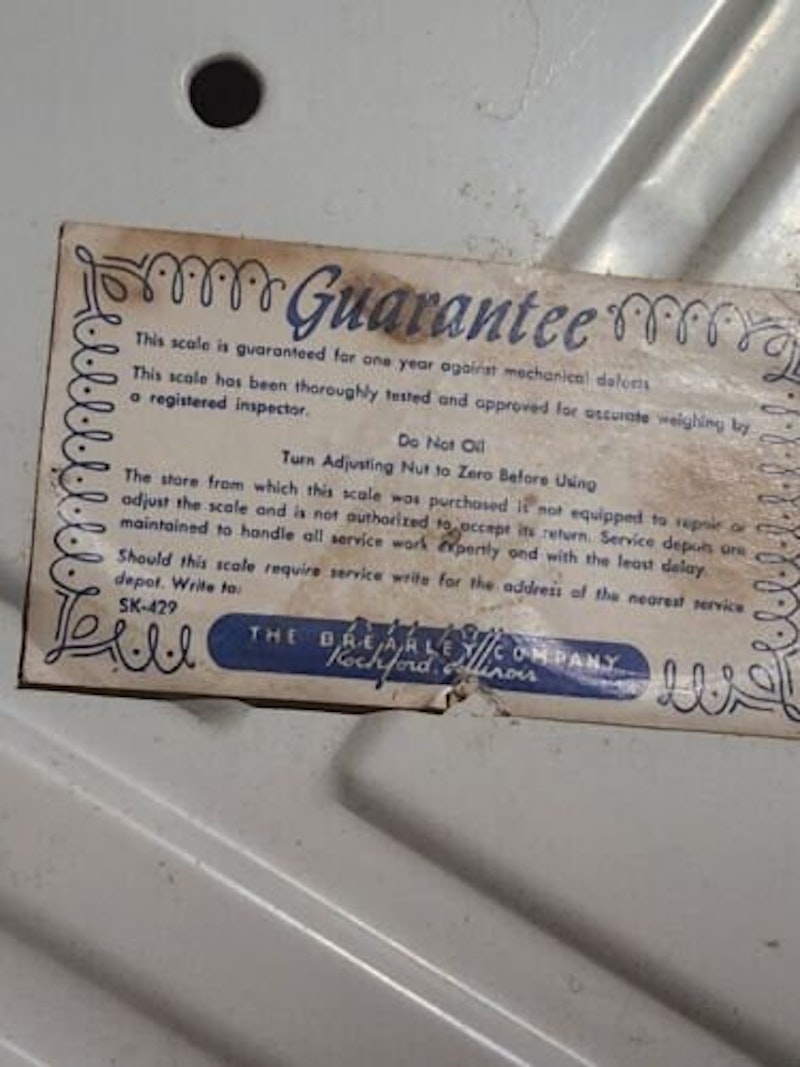 Guarantee
This scale is guaranteed for one year against mechanical defects
This scale has been thoroughly tested and approved for accurate weighing by
a registered inspector.
Do Not Oil
Turn Adjusting Nut to Zero Before Using
The store from which this scale was purchased is not equipped to repair or
adjust the scale and is not authorized to accept its return. Service depots are
maintained to handle all service work expertly and with the least delay.
Should this scale require service write for the address of the nearest service
depot. Write to:
SK-429
THE BREARLEY COMPANY
Rockford, Illinois